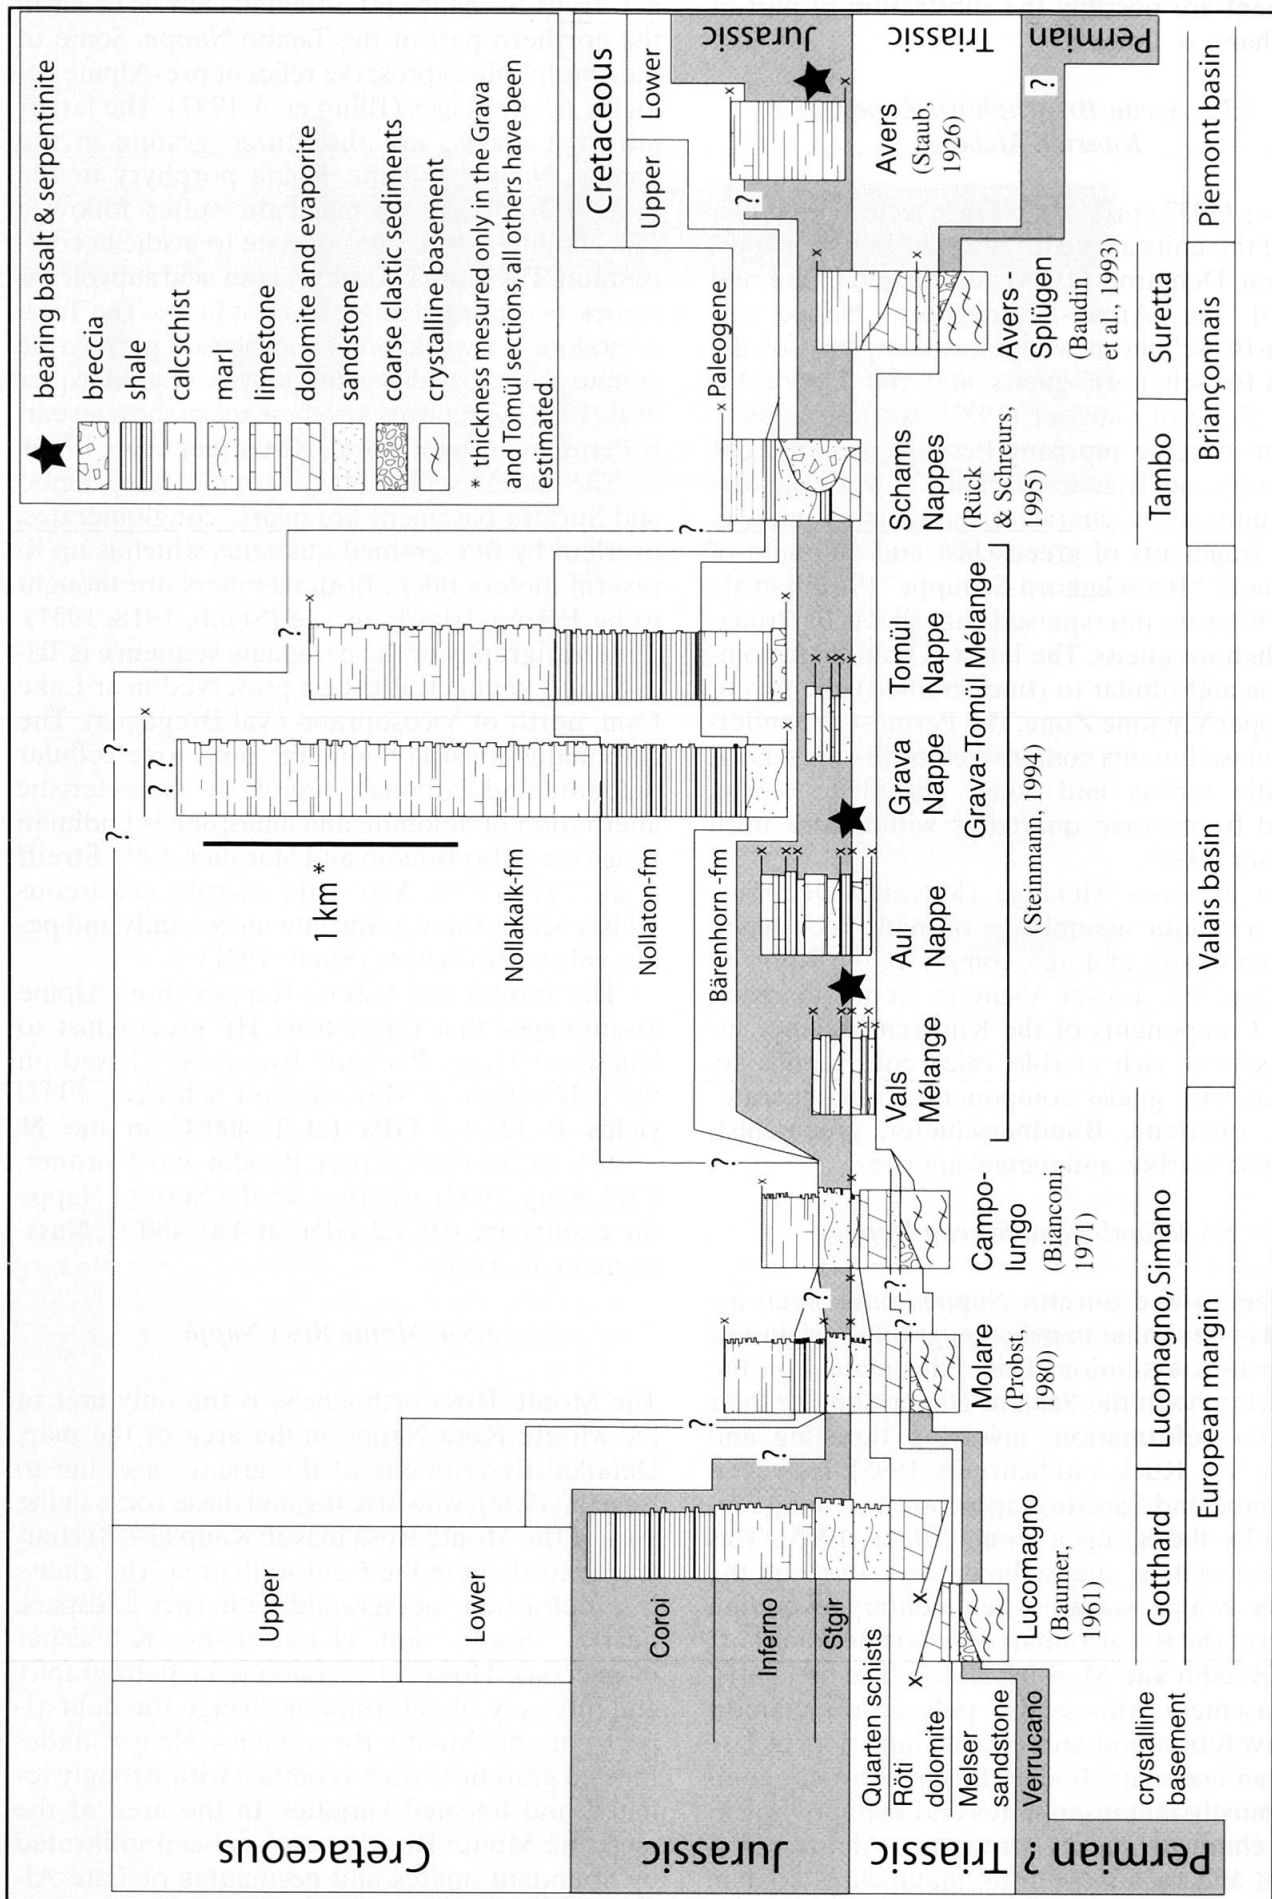 bearing basalt & serpentinite
breccia
shale
calcschist
marl
limestone
dolomite and evaporite
sandstone
coarse clastic sediments
crystalline basement
* thickness mesured only in the Grava
and Tomül sections; all others have been
estimated.
Cretaceous
Upper
Lower
Jurassic
Triassic ~
Permian
Upper
Lower
Coroi
Inferno
Stgir
Quarten schists
Röti
dolomite
Melser
sandstone
Verrucano
crystalline
basement
1km *
Nollakalk-fm
Nollaton-fm
Bärenhorn-fm
x Paleogene
Cretaceous
Upper
Lower
Jurassic
Triassic
Permian
?
?
?
?
?
?
?
?
?
?
?
?
?
Lucomagno
(Baumer,
1961)
Molare
(Probst,
1980)
Campo-
lungo
(Bianconi,
1971)
Vals
Mélange
Aul
Nappe
Grava
Nappe
Tomül
Nappe
Grava-Tomül Mélange
(Steinmann, 1994)
Schams
Nappes
(Rück
& Schreurs
1995)
Avers -
Splügen
(Baudin
et al. 1993)
Avers
(Staub
1926)
Gotthard
Lucomagno, Simano
Tambo
Suretta
European margin
Valais basin
Briançonnais
Piemont basin